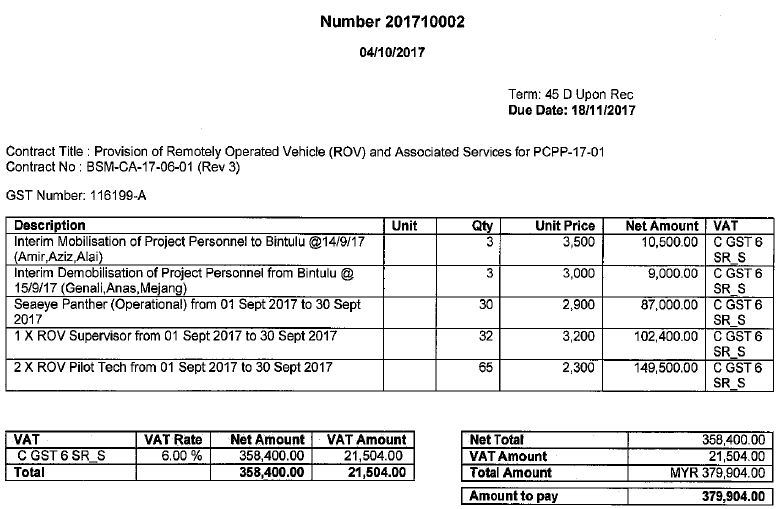 Number 201710002
04/10/2017
Term: 45 D Upon Rec
Due Date: 18/11/2017
Contract Title : Provision of Remotely Operated Vehicle (ROV) and Associated Services for PCPP-17-01
Contract No : BSM-CA-17-06-01 (Rev 3)
GST Number: 116199-A
Description Unit Qty Unit Price Net Amount VAT
Interim Mobilisation of Project Personnel to Bintulu @14/9/17 3 3,500 10,500.00 C GST 6
(Amir,Aziz,Alai) SR_S
Interim Demobilisation of Project Personnel from Bintulu @ 3 3,000 9,000.00 C GST 6
15/9/17 (Genali,Anas,Mejang) SR_S
Seaeye Panther (Operational) from 01 Sept 2017 to 30 Sept 30 2,900 87,000.00 C GST 6
2017 SR_S
1 X ROV Supervisor from 01 Sept 2017 to 30 Sept 2017 32 3,200 102,400.00 C GST 6
SR_S
2 X ROV Pilot Tech from 01 Sept 2017 to 30 Sept 2017 65 2,300 149,500.00 C GST 6
SR_S
VAT VAT Rate Net Amount VAT Amount
C GST 6 SR_S 6.00 % 358,400.00 21,504.00
Total 358,400.00 21,504.00
Net Total 358,400.00
VAT Amount 21,504.00
Total Amount MYR 379,904.00
Amount to pay 379,904.00